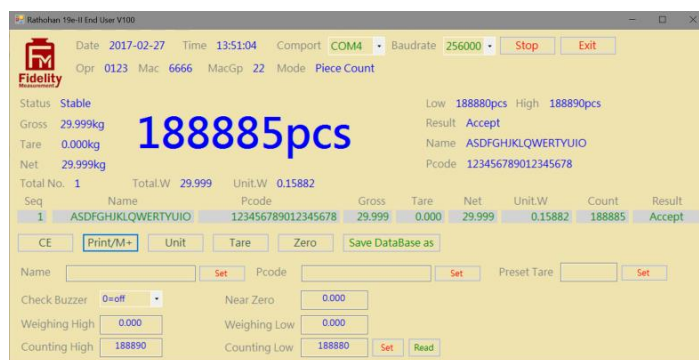 Rathohan 19e-II End User V100
Date 2017-02-27 Time 13:51:04 Comport COM4 Baudrate 256000 Stop Exit
Opr 0123 Mac 6666 MacGp 22 Mode Piece Count
Fidelity
Measurement
Status Stable
Low 188880pcs High 188890pcs
Gross 29.999kg
188885pcs
Result Accept
Tare 0.000kg
Name ASDFGHJKLQWERTYUIO
Net 29.999kg
Pcode 123456789012345678
Total No. 1 Total.W 29.999 Unit.W 0.15882
Seq Name Pcode Gross Tare Net Unit.W Count Result
1 ASDFGHJKLQWERTYUIO 123456789012345678 29.999 0.000 29.999 0.15882 188885 Accept
CE Print/M+ Unit Tare Zero Save DataBase as
Name Set Pcode Set Preset Tare Set
Check Buzzer 0=off Near Zero 0.000
Weighing High 0.000 Weighing Low 0.000
Counting High 188890 Counting Low 188880 Set Read